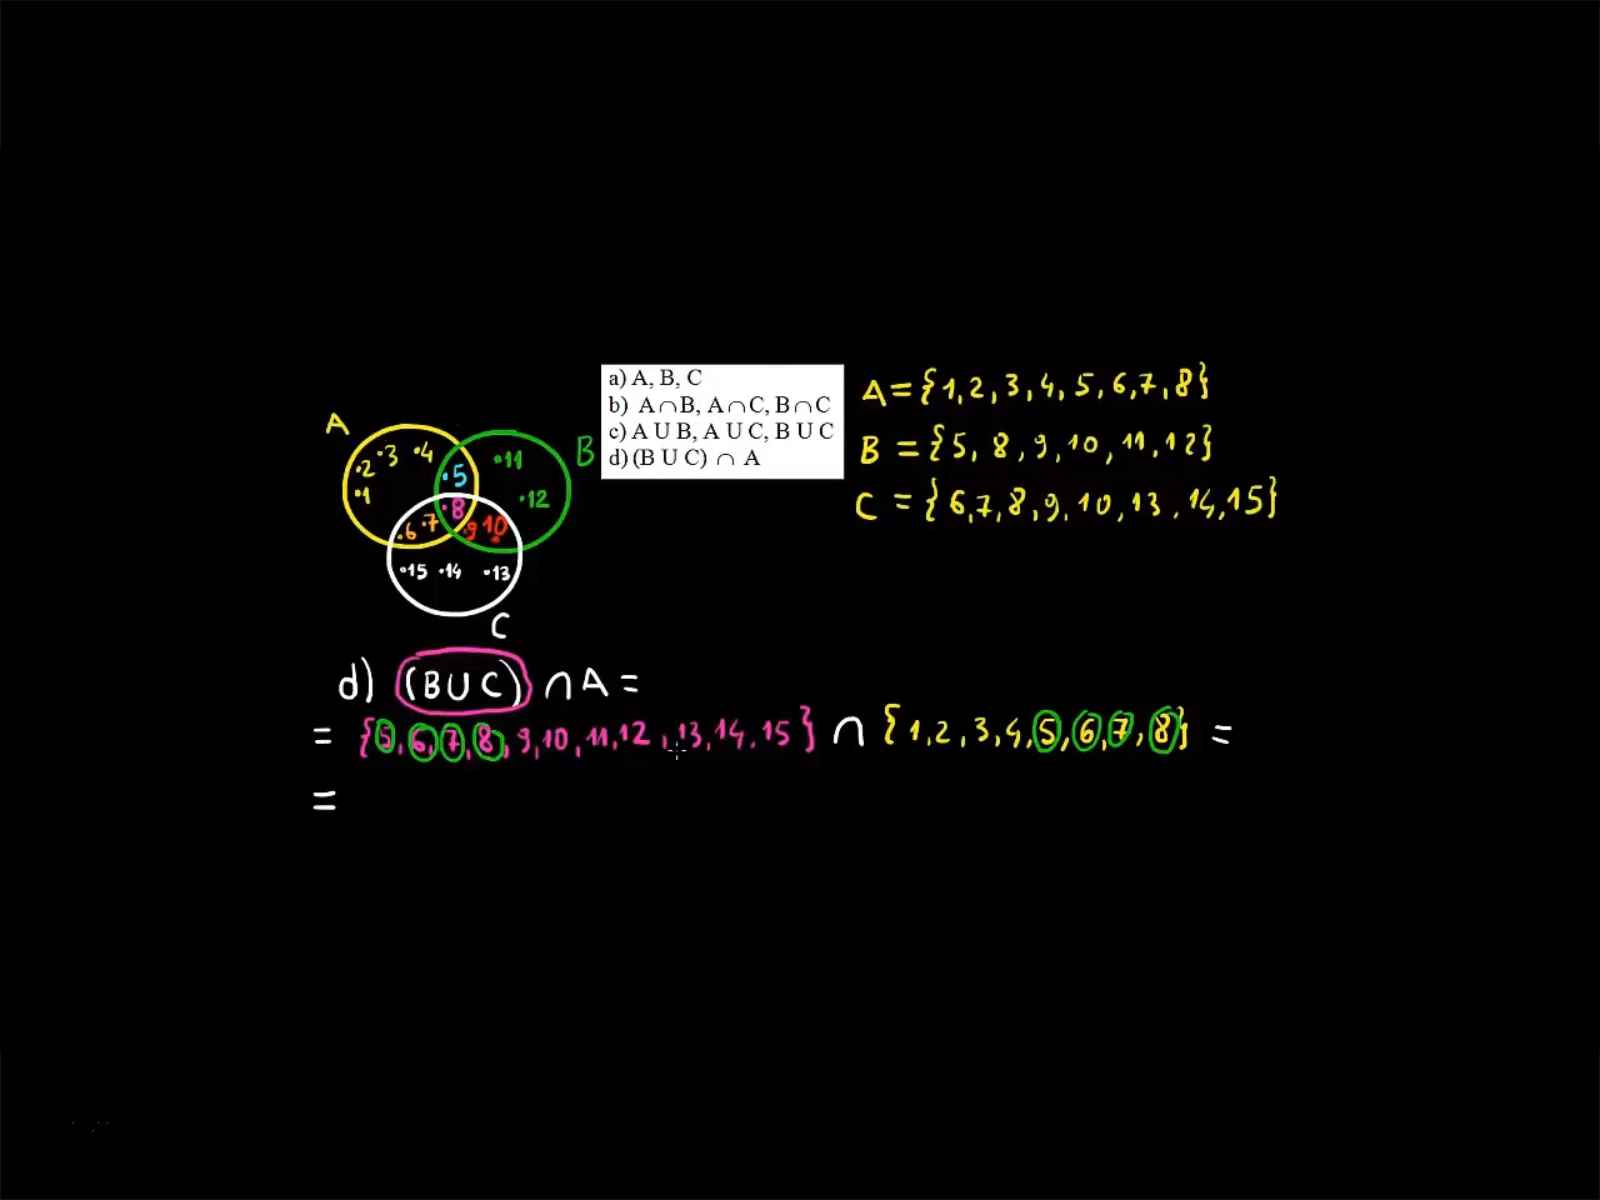 a) A, B, C
b) A∩B, A∩C, B∩C
c) A U B, A U C, B U C
d) (B U C) ∩ A
A={1,2,3,4,5,6,7,8}
B={5,8,9,10,11,12}
C={6,7,8,9,10,13,14,15}
A
B
·2 ·3 ·4
·1
·5
·11
·12
·8
·6 ·7
·9 10
·15 ·14 ·13
C
d) (B U C) ∩ A =
= {5,6,7,8,9,10,11,12,13,14,15} ∩ {1,2,3,4,5,6,7,8} =
=